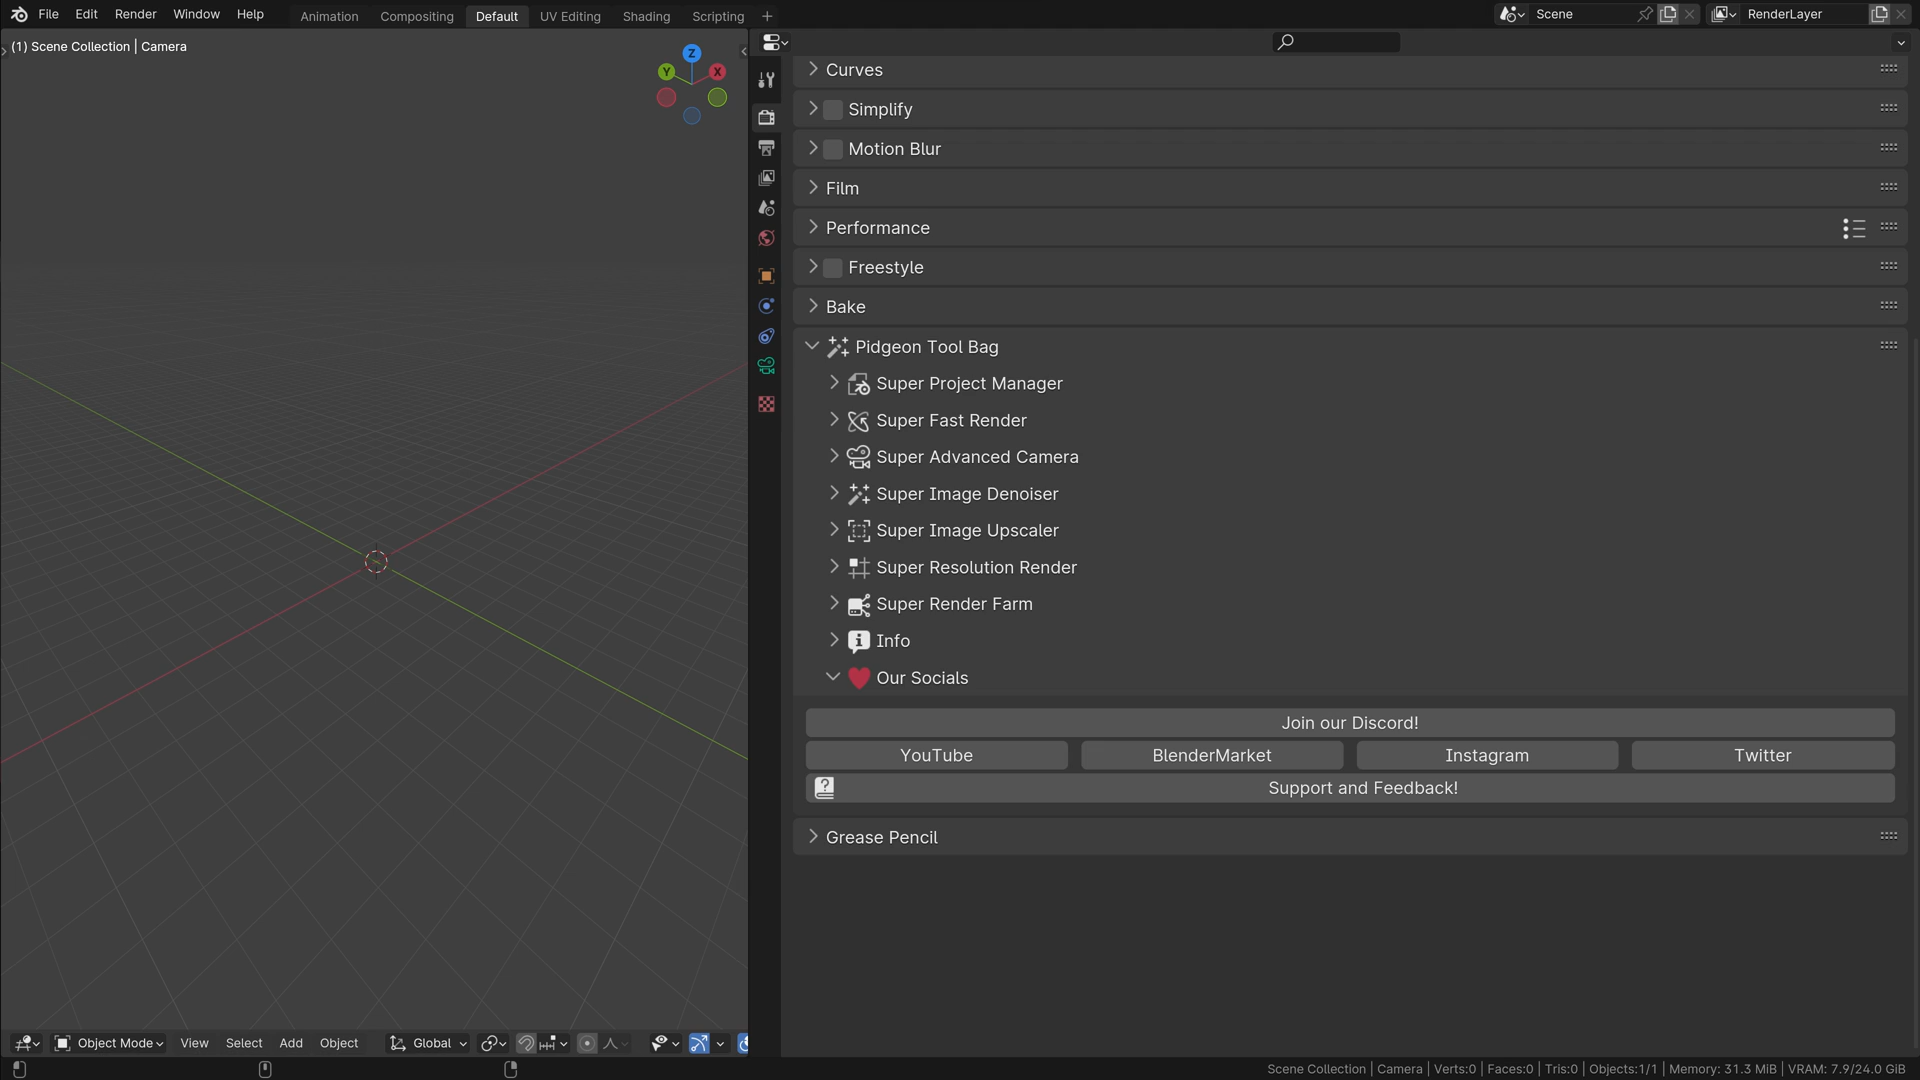 File Edit Render Window Help Animation Compositing Default UV Editing Shading Scripting + Scene RenderLayer
(1) Scene Collection | Camera
Z
Y X
Curves
Simplify
Motion Blur
Film
Performance
Freestyle
Bake
Pidgeon Tool Bag
Super Project Manager
Super Fast Render
Super Advanced Camera
Super Image Denoiser
Super Image Upscaler
Super Resolution Render
Super Render Farm
Info
Our Socials
Join our Discord!
YouTube BlenderMarket Instagram Twitter
Support and Feedback!
Grease Pencil
Object Mode View Select Add Object Global
Scene Collection | Camera | Verts:0 | Faces:0 | Tris:0 | Objects:1/1 | Memory: 31.3 MiB | VRAM: 7.9/24.0 GiB